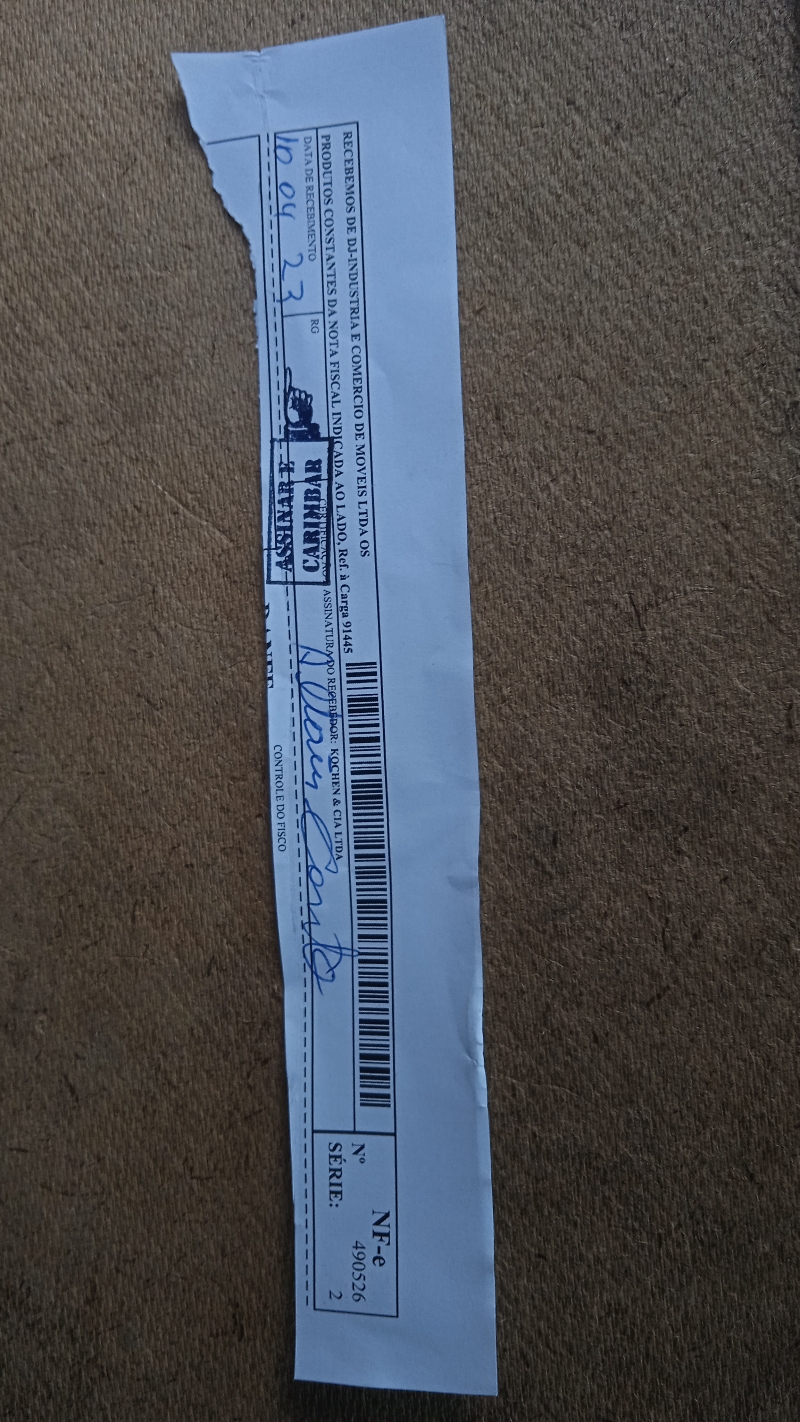 RECEBEMOS DE DJ-INDUSTRIA E COMERCIO DE MOVEIS LTDA OS
PRODUTOS CONSTANTES DA NOTA FISCAL INDICADA AO LADO, Ref. à Carga 91445
DATA DE RECEBIMENTO
10 04 23
RG
ASSINATURA DO RECEBEDOR: KOCHEN & CIA LTDA
ASSINAR E
CARIMBAR
NF-e
Nº 490526
SÉRIE: 2
DANFE
CONTROLE DO FISCO